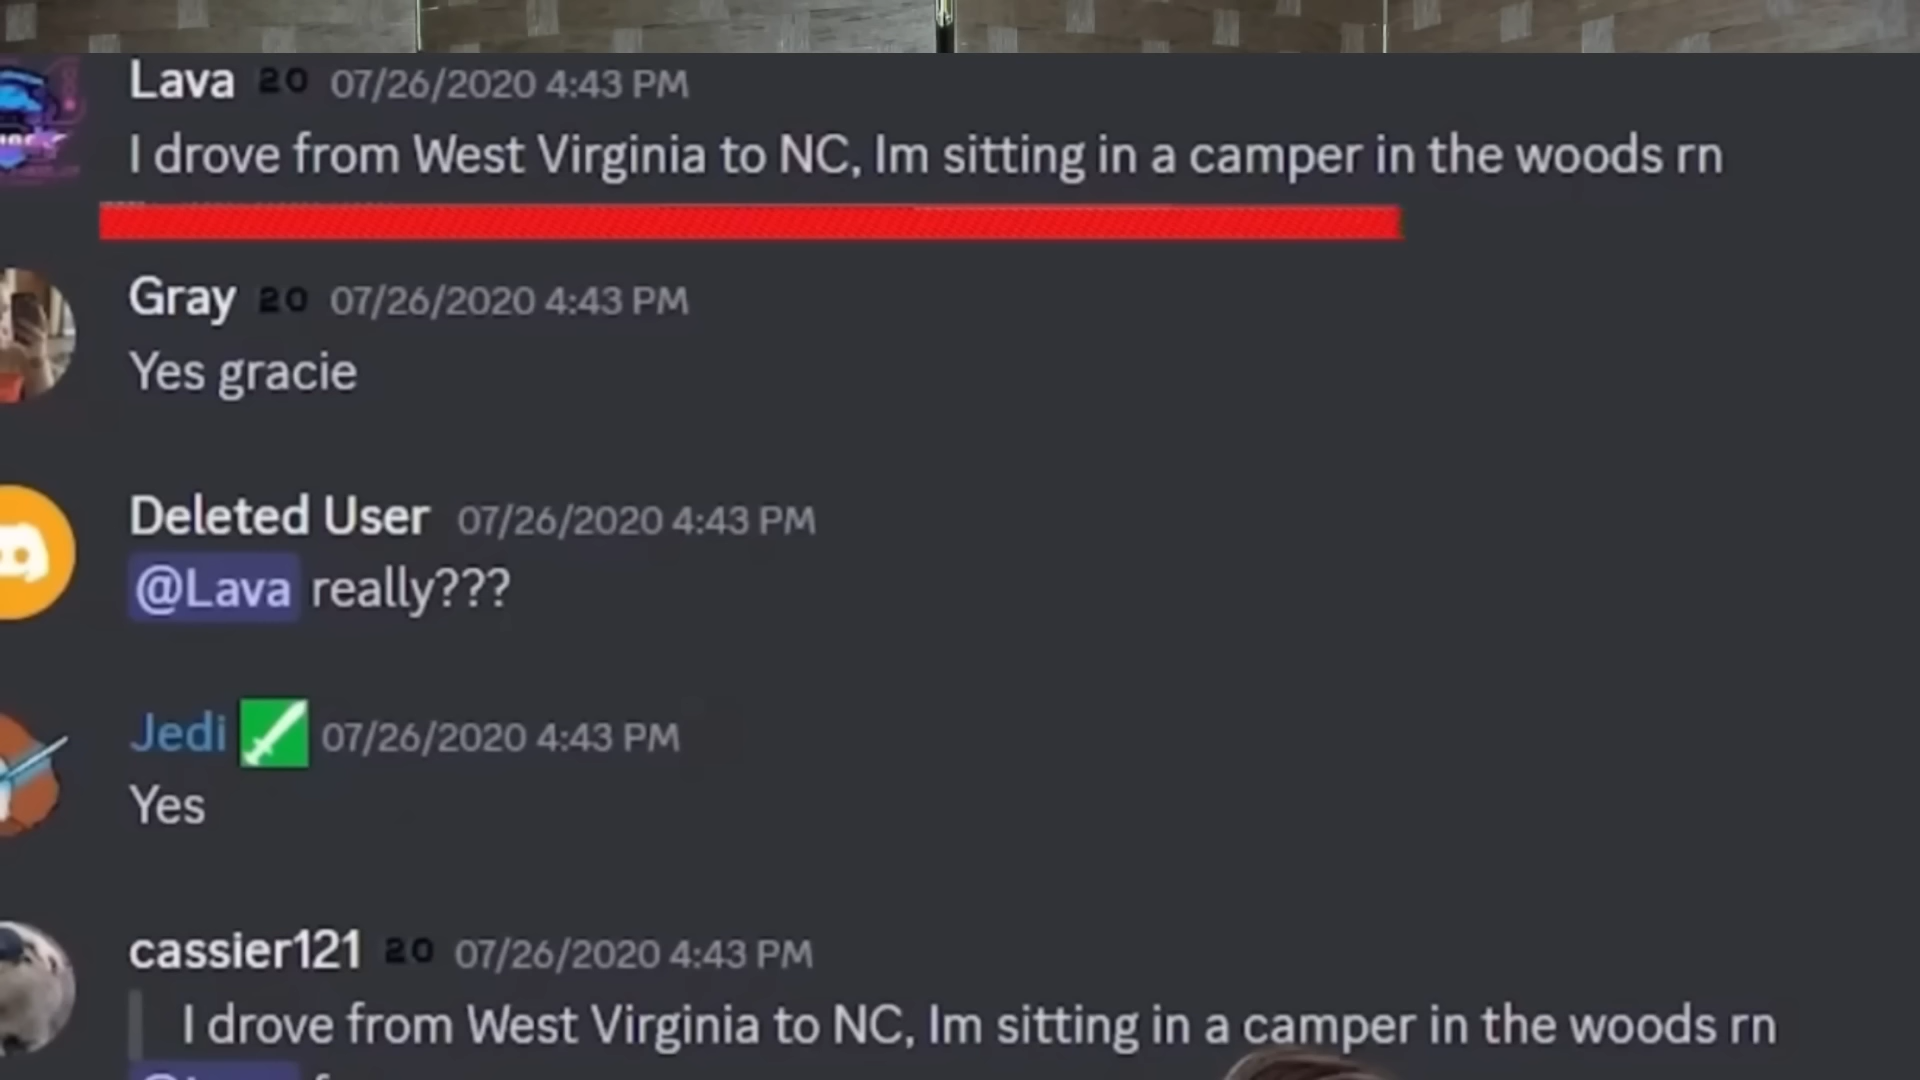 Lava 20 07/26/2020 4:43 PM
I drove from West Virginia to NC, Im sitting in a camper in the woods rn
Gray 20 07/26/2020 4:43 PM
Yes gracie
Deleted User 07/26/2020 4:43 PM
@Lava really???
Jedi 07/26/2020 4:43 PM
Yes
cassier121 20 07/26/2020 4:43 PM
I drove from West Virginia to NC, Im sitting in a camper in the woods rn